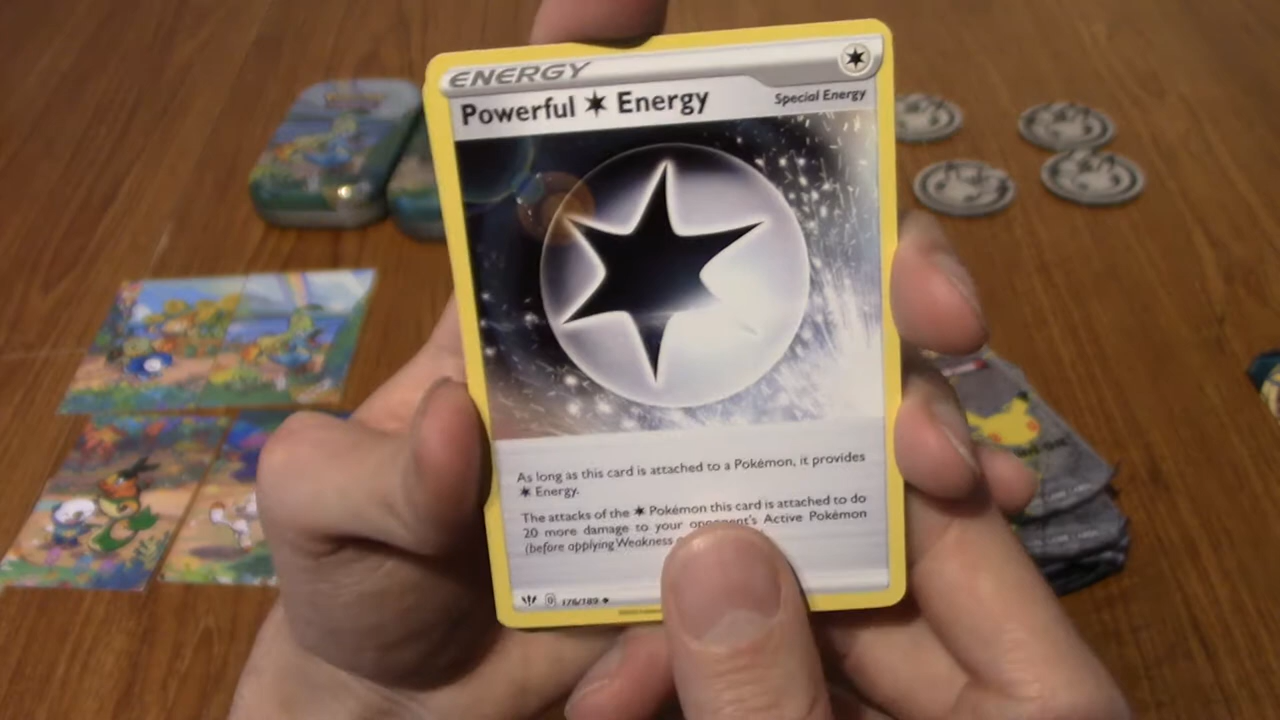 ENERGY
Powerful Energy
Special Energy
As long as this card is attached to a Pokémon, it provides
Energy.
The attacks of the Pokémon this card is attached to do
20 more damage to your opponent's Active Pokémon
(before applying Weakness
176/189